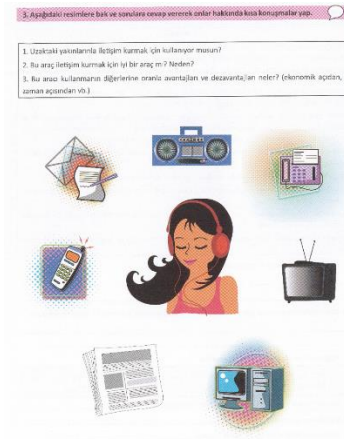 3. Aşağıdaki resimlere bak ve sorulara cevap vererek onlar hakkında kısa konuşmalar yap.
1. Uzaktaki yakınlarınla iletişim kurmak için kullanıyor musun?
2. Bu araç iletişim kurmak için iyi bir araç mı? Neden?
3. Bu aracı kullanmanın diğerlerine oranla avantajları ve dezavantajları neler? (ekonomik açıdan,
zaman açısından vb.)